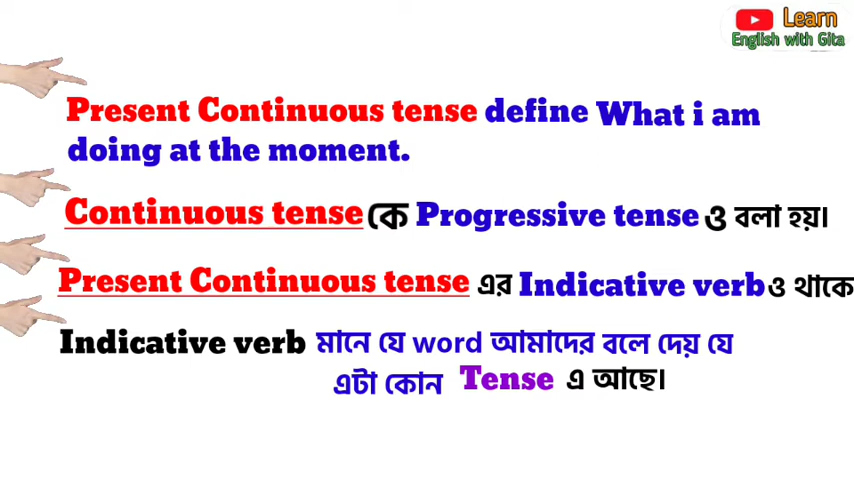 Learn
English with Gita
Present Continuous tense define What i am
doing at the moment.
Continuous tense কে Progressive tense ও বলা হয়।
Present Continuous tense এর Indicative verb ও থাকে
Indicative verb মানে যে word আমাদের বলে দেয় যে
এটা কোন Tense এ আছে।